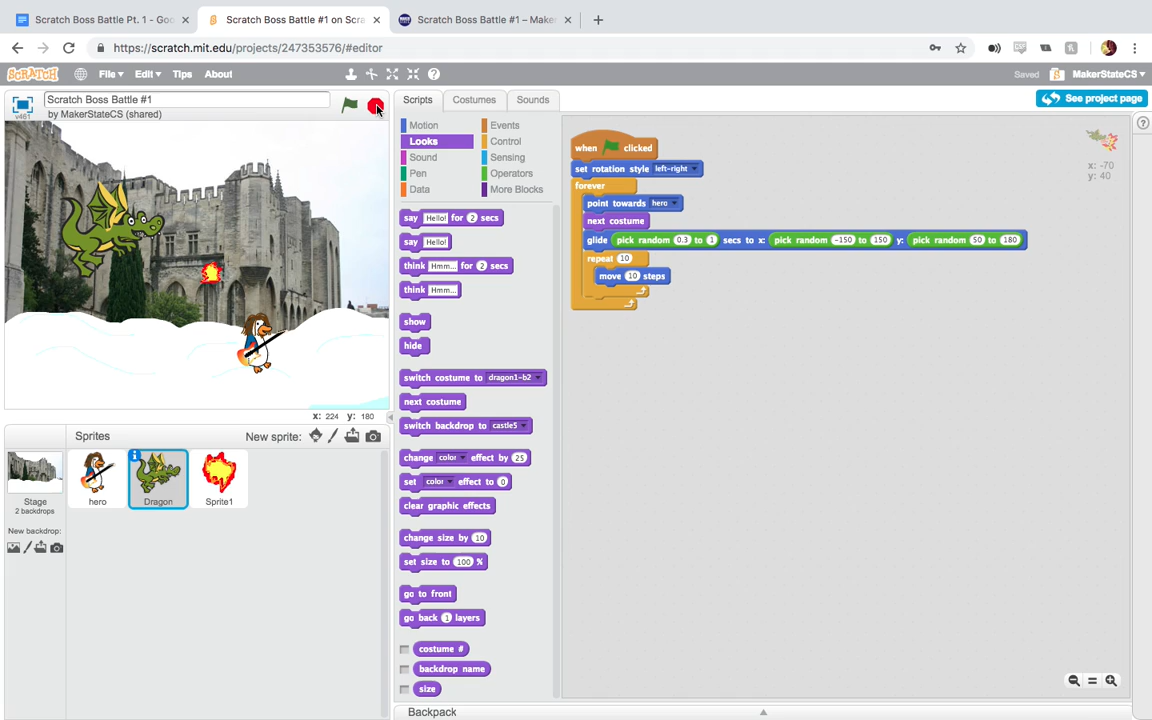 Scratch Boss Battle Pt. 1 - Goo
Scratch Boss Battle #1 on Scra
Scratch Boss Battle #1 – Make
https://scratch.mit.edu/projects/247353576/#editor
SCRATCH
File
Edit
Tips
About
Saved
MakerStateCS
v461
Scratch Boss Battle #1
by MakerStateCS (shared)
Scripts
Costumes
Sounds
See project page
Motion
Events
Looks
Control
Sound
Sensing
Pen
Operators
Data
More Blocks
say Hello! for 2 secs
say Hello!
think Hmm... for 2 secs
think Hmm...
show
hide
switch costume to dragon1-b2
next costume
switch backdrop to castle5
change color effect by 25
set color effect to 0
clear graphic effects
change size by 10
set size to 100 %
go to front
go back 1 layers
costume #
backdrop name
size
when clicked
set rotation style left-right
forever
point towards hero
next costume
glide pick random 0.3 to 1 secs to x: pick random -150 to 150 y: pick random 50 to 180
repeat 10
move 10 steps
x: -70
y: 40
x: 224 y: 180
Sprites
New sprite:
Stage
2 backdrops
New backdrop:
hero
Dragon
Sprite1
Backpack